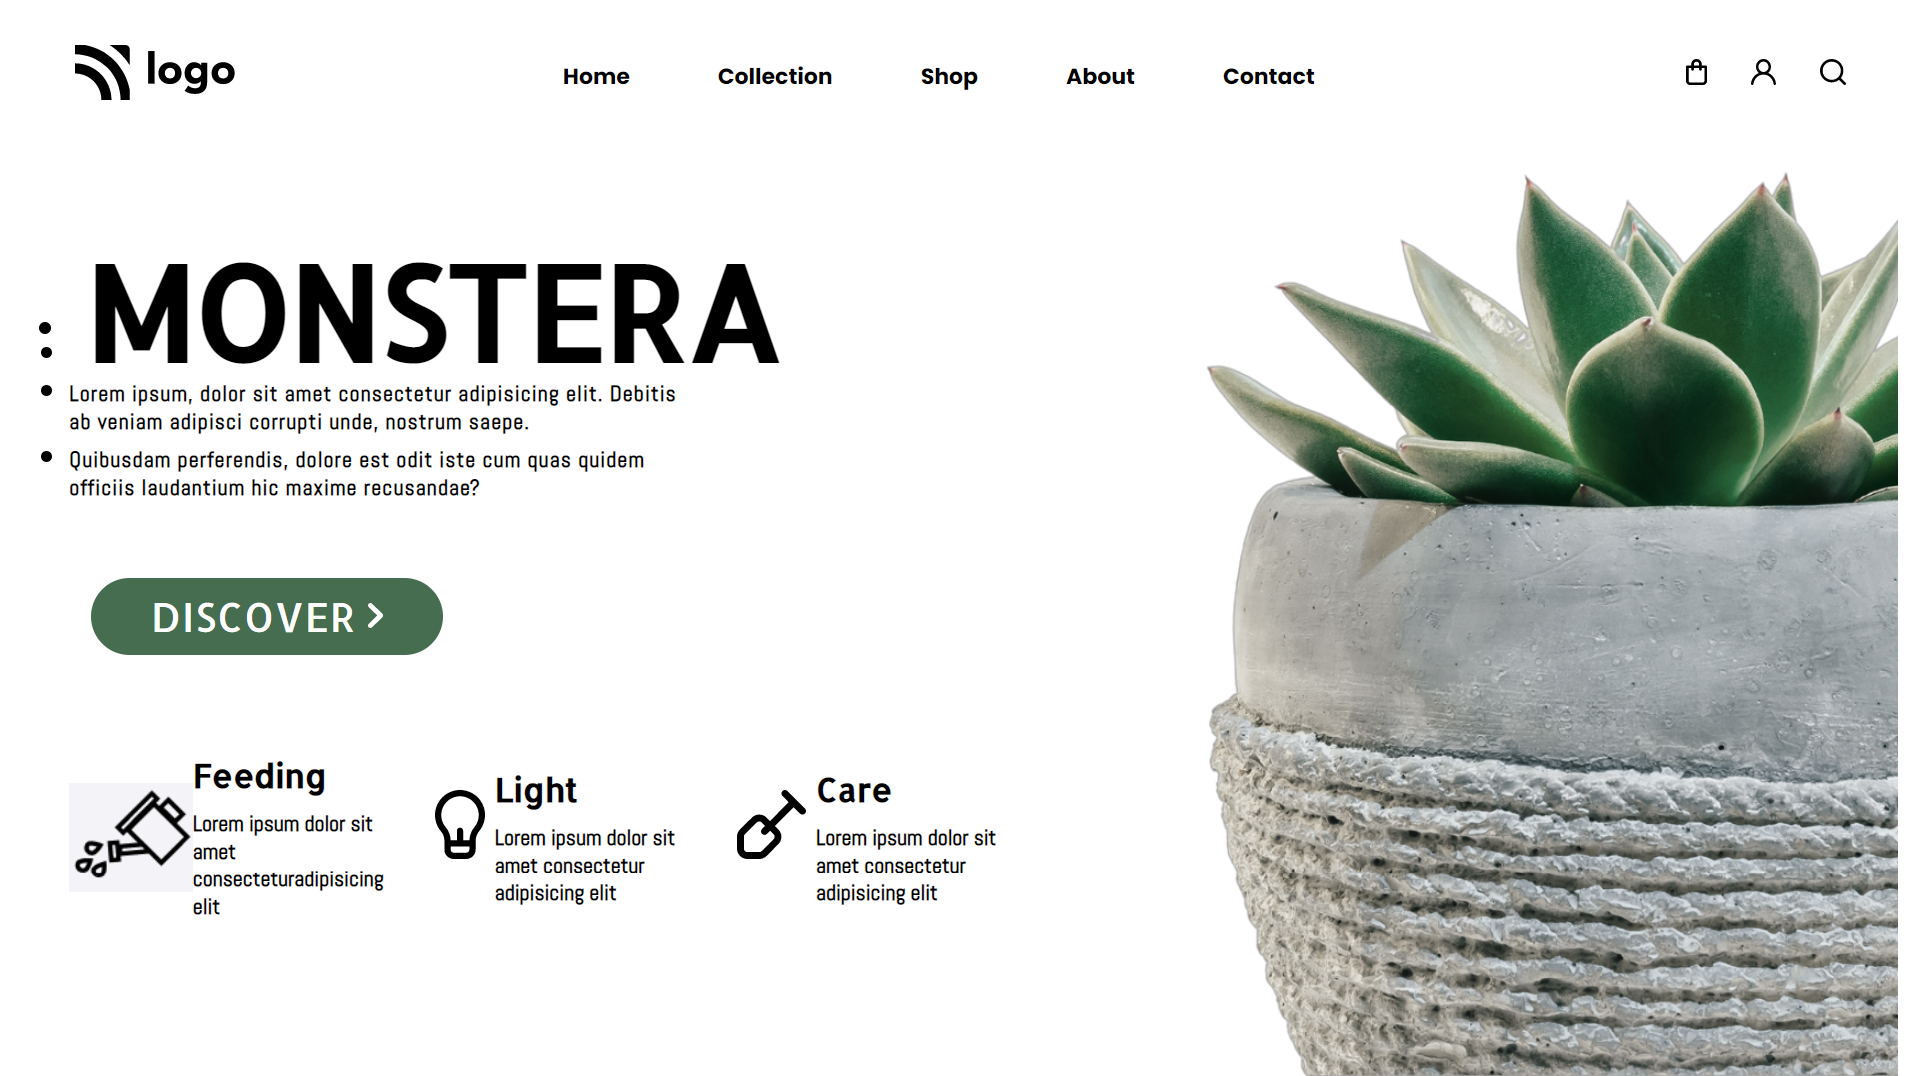 logo
Home Collection Shop About Contact
MONSTERA
Lorem ipsum, dolor sit amet consectetur adipisicing elit. Debitis
ab veniam adipisci corrupti unde, nostrum saepe.
Quibusdam perferendis, dolore est odit iste cum quas quidem
officiis laudantium hic maxime recusandae?
DISCOVER
Feeding
Lorem ipsum dolor sit
amet
consecteturadipisicing
elit
Light
Lorem ipsum dolor sit
amet consectetur
adipisicing elit
Care
Lorem ipsum dolor sit
amet consectetur
adipisicing elit